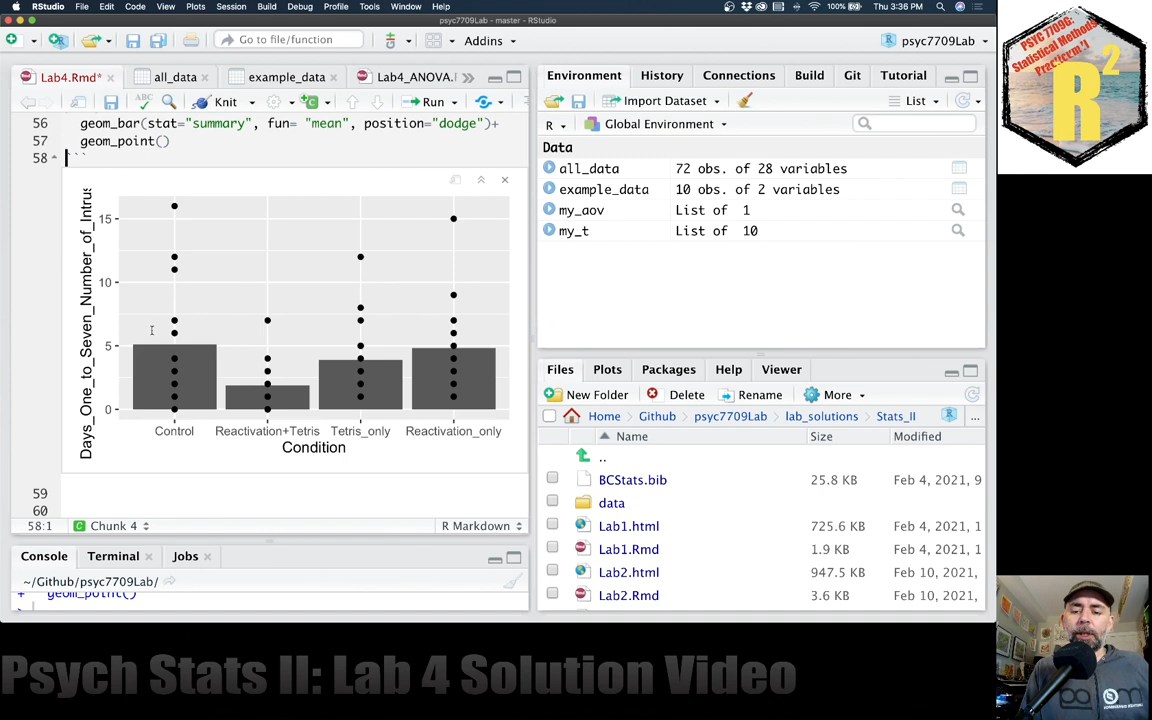 RStudio File Edit Code View Plots Session Build Debug Profile Tools Window Help 100% Thu 3:36 PM
psyc7709Lab - master - RStudio
Go to file/function Addins psyc7709Lab
Lab4.Rmd* all_data example_data Lab4_ANOVA.
Knit Run
56 geom_bar(stat="summary", fun= "mean", position="dodge")+
57 geom_point()
58 ```
Days_One_to_Seven_Number_of_Intru
15
10
5
0
Control Reactivation+Tetris Tetris_only Reactivation_only
Condition
59
60
58:1 Chunk 4 R Markdown
Console Terminal Jobs
~/Github/psyc7709Lab/
+ geom_point()
>
Environment History Connections Build Git Tutorial
Import Dataset List
R Global Environment
Data
all_data 72 obs. of 28 variables
example_data 10 obs. of 2 variables
my_aov List of 1
my_t List of 10
Files Plots Packages Help Viewer
New Folder Delete Rename More
Home Github psyc7709Lab lab_solutions Stats_II ...
Name Size Modified
..
BCStats.bib 25.8 KB Feb 4, 2021, 9
data
Lab1.html 725.6 KB Feb 4, 2021, 1
Lab1.Rmd 1.9 KB Feb 4, 2021, 1
Lab2.html 947.5 KB Feb 10, 2021,
Lab2.Rmd 3.6 KB Feb 10, 2021,
PSYC 7709G:
Statistical Methods
R2
Psych Stats II: Lab 4 Solution Video